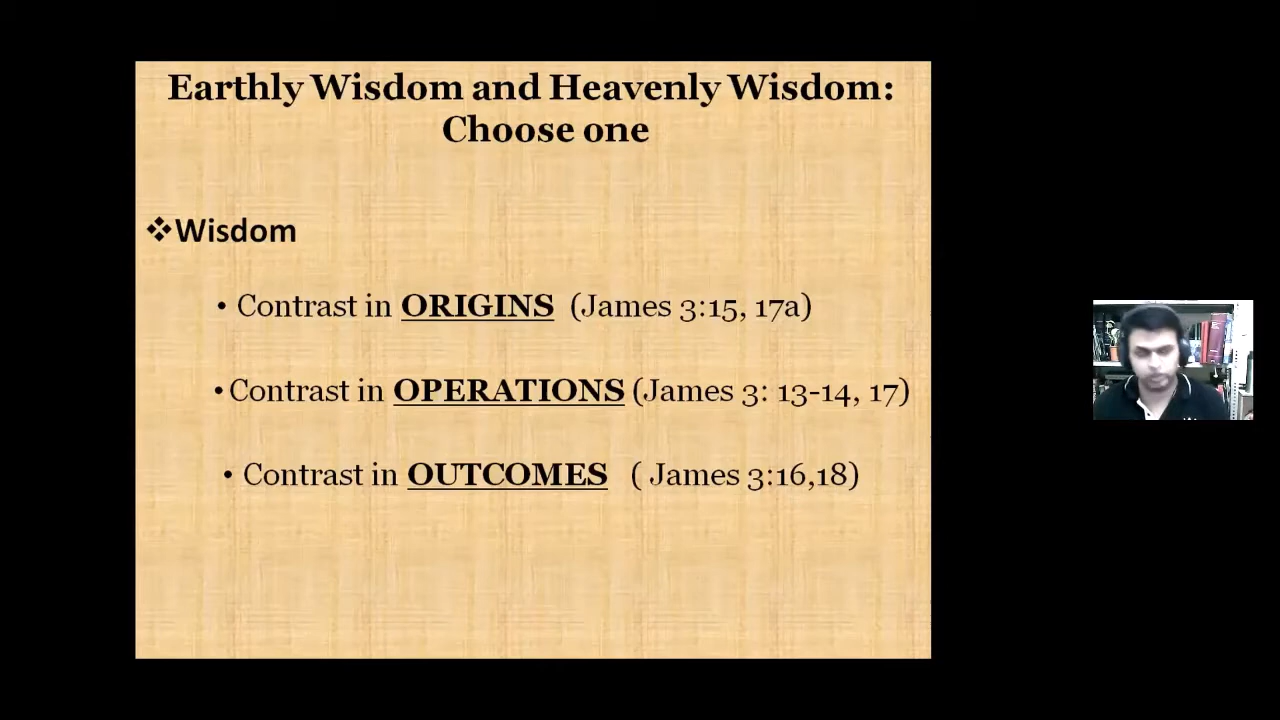 Earthly Wisdom and Heavenly Wisdom:
Choose one
❖Wisdom
• Contrast in ORIGINS (James 3:15, 17a)
• Contrast in OPERATIONS (James 3: 13-14, 17)
• Contrast in OUTCOMES ( James 3:16,18)